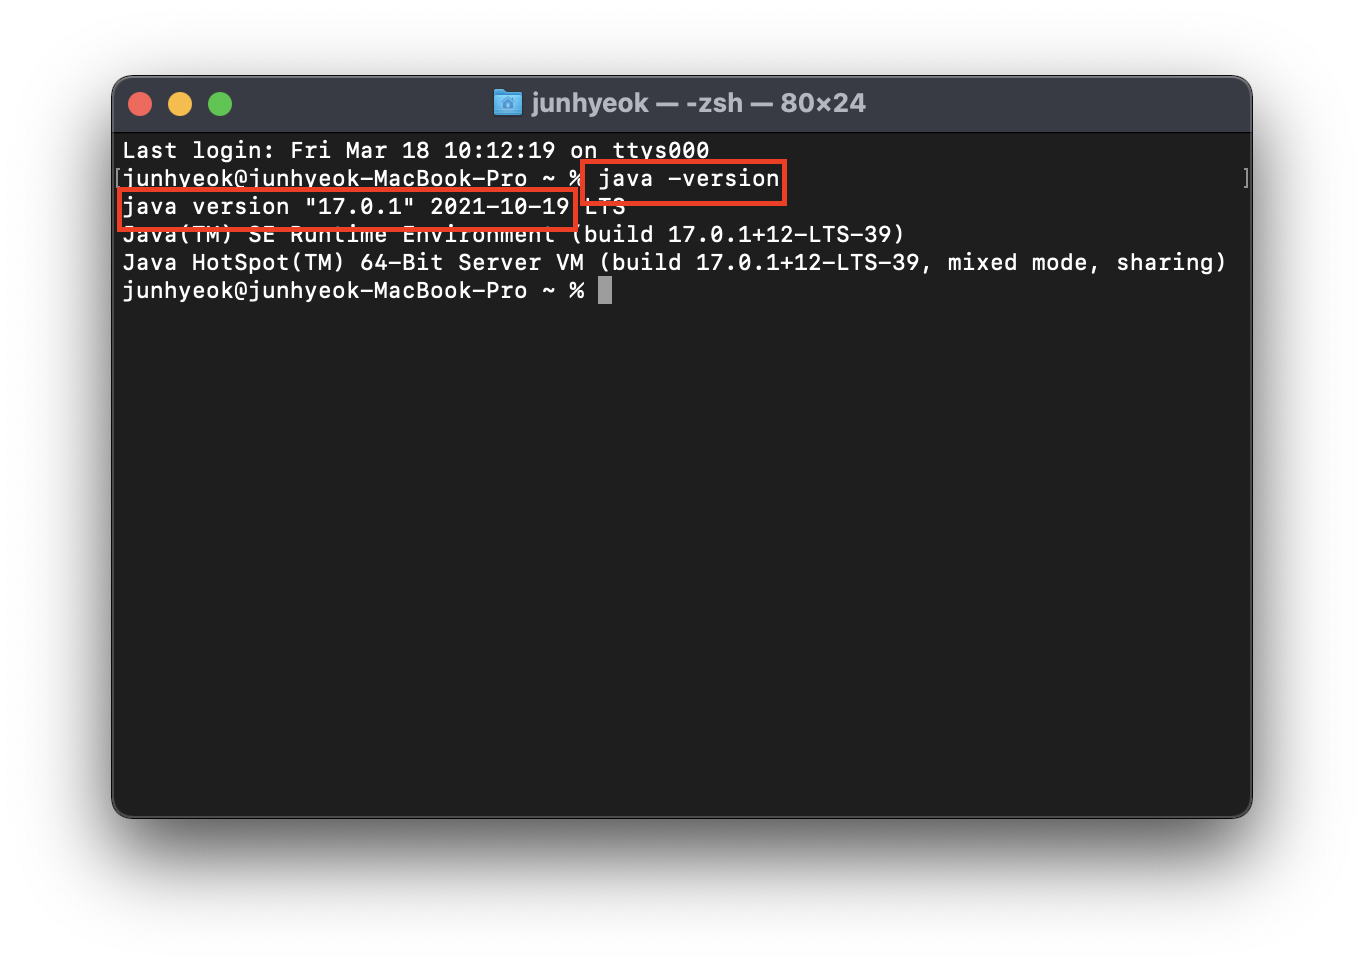 junhyeok — -zsh — 80×24
Last login: Fri Mar 18 10:12:19 on ttys000
[junhyeok@junhyeok-MacBook-Pro ~ % java -version ]
java version "17.0.1" 2021-10-19 LTS
Java(TM) SE Runtime Environment (build 17.0.1+12-LTS-39)
Java HotSpot(TM) 64-Bit Server VM (build 17.0.1+12-LTS-39, mixed mode, sharing)
junhyeok@junhyeok-MacBook-Pro ~ %